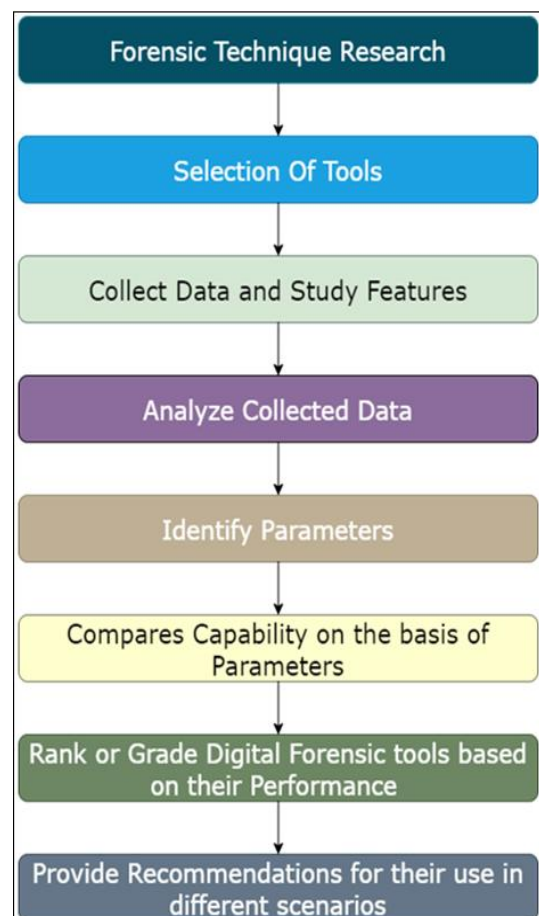 Forensic Technique Research
Selection Of Tools
Collect Data and Study Features
Analyze Collected Data
Identify Parameters
Compares Capability on the basis of
Parameters
Rank or Grade Digital Forensic tools based
on their Performance
Provide Recommendations for their use in
different scenarios